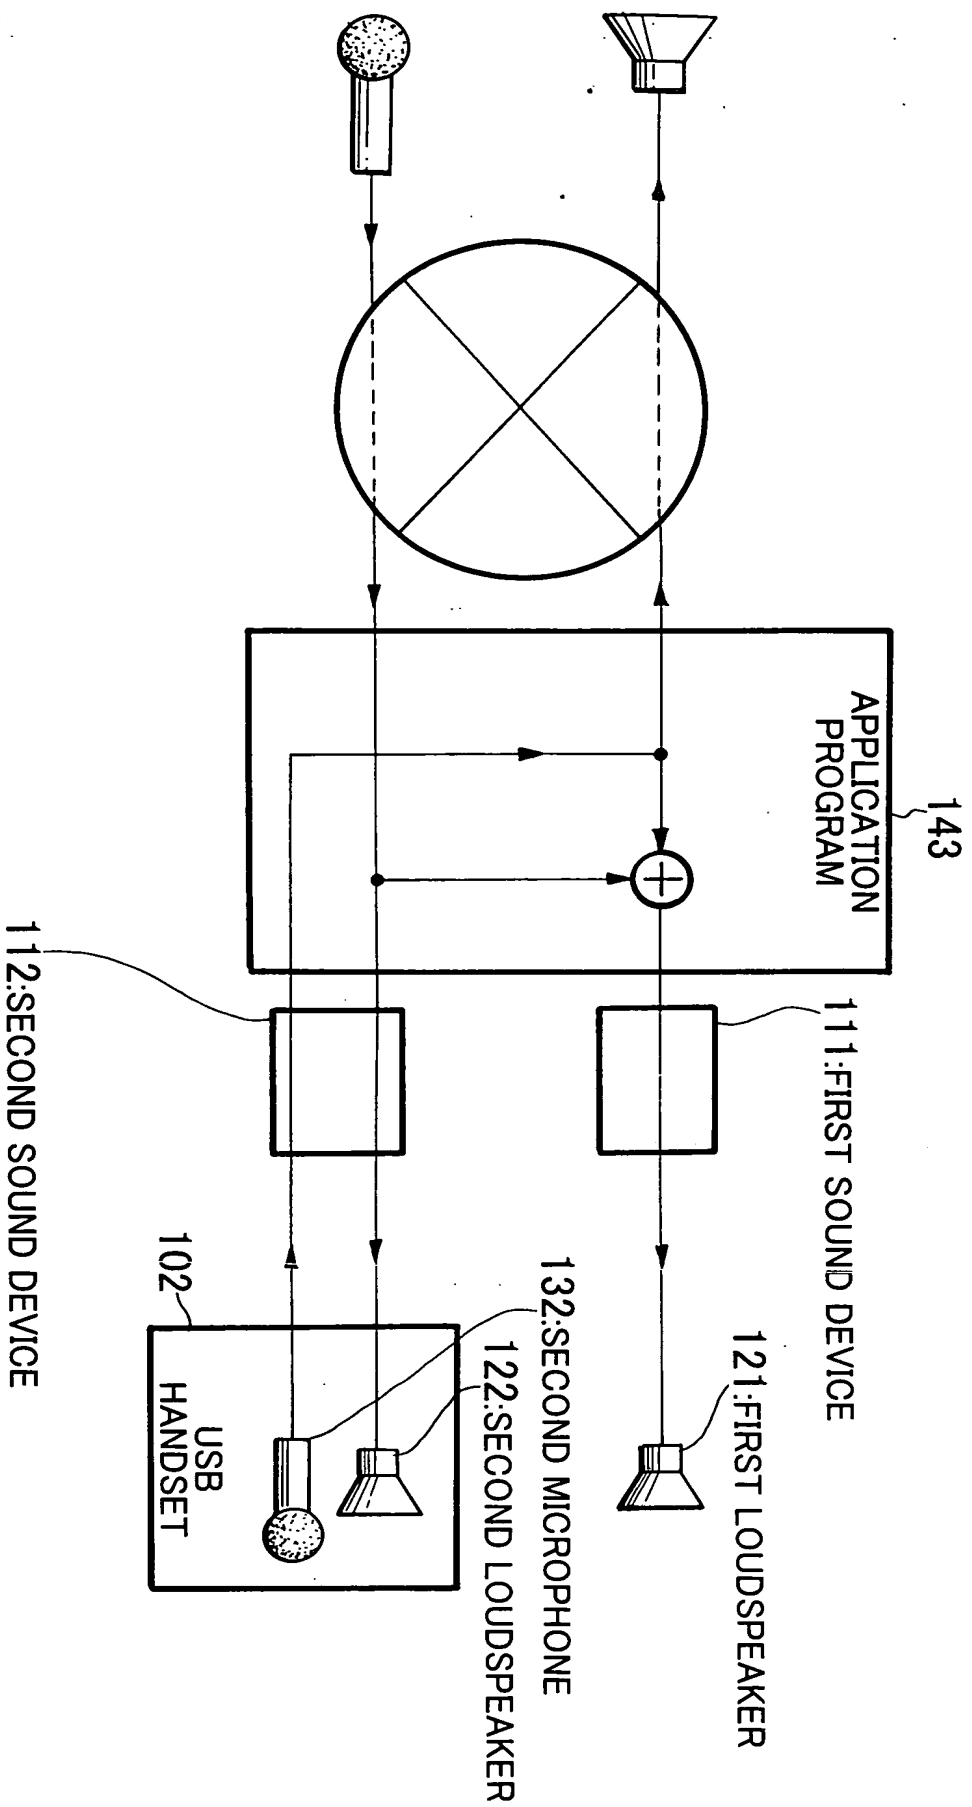 143
APPLICATION
PROGRAM
111:FIRST SOUND DEVICE
121:FIRST LOUDSPEAKER
132:SECOND MICROPHONE
122:SECOND LOUDSPEAKER
102
USB
HANDSET
112:SECOND SOUND DEVICE